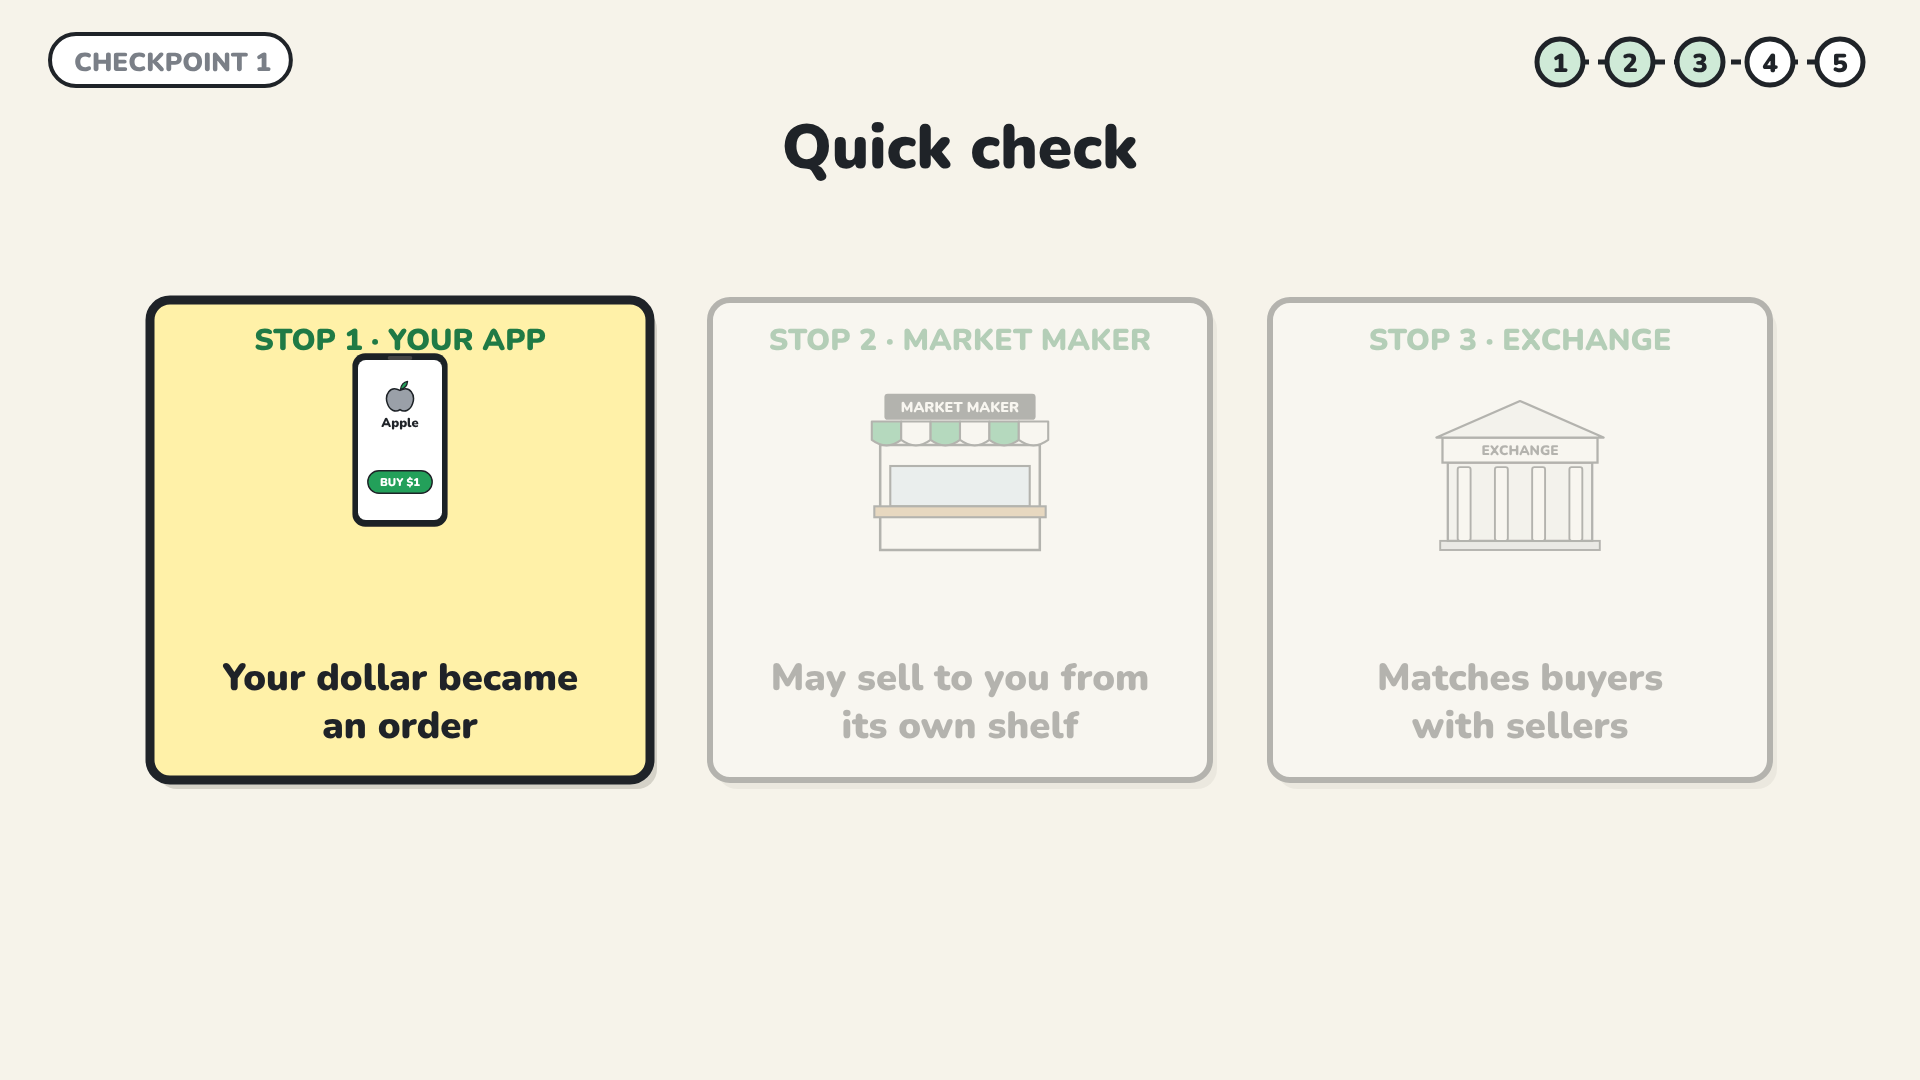 CHECKPOINT 1
1 2 3 4 5
Quick check
STOP 1 · YOUR APP
Apple
BUY $1
Your dollar became
an order
STOP 2 · MARKET MAKER
MARKET MAKER
May sell to you from
its own shelf
STOP 3 · EXCHANGE
EXCHANGE
Matches buyers
with sellers